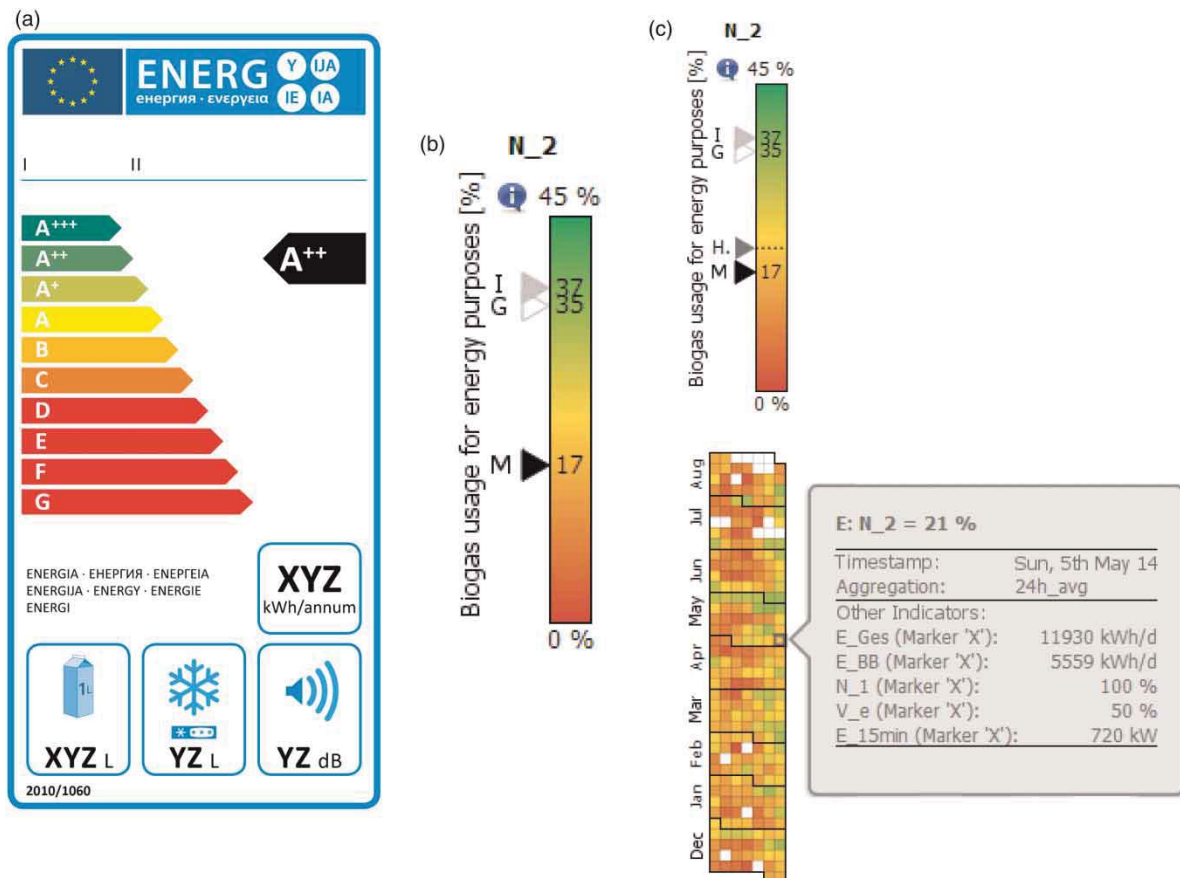 (a)
ENERG
енергия · ενεργεια
Y IJA
IE IA
I II
A+++
A++
A+
A
B
C
D
E
F
G
A++
ENERGIA · ЕНЕРГИЯ · ΕΝΕΡΓΕΙΑ
ENERGIJA · ENERGY · ENERGIE
ENERGI
XYZ
kWh/annum
1L
XYZ L
YZ L
YZ dB
2010/1060
(b)
N_2
Biogas usage for energy purposes [%]
i
45 %
I 37
G 35
M 17
0 %
(c)
N_2
Biogas usage for energy purposes [%]
i
45 %
I 37
G 35
H.
M 17
0 %
Aug
Jul
Jun
May
Apr
Mar
Feb
Jan
Dec
E: N_2 = 21 %
Timestamp: Sun, 5th May 14
Aggregation: 24h_avg
Other Indicators:
E_Ges (Marker 'X'): 11930 kWh/d
E_BB (Marker 'X'): 5559 kWh/d
N_1 (Marker 'X'): 100 %
V_e (Marker 'X'): 50 %
E_15min (Marker 'X'): 720 kW